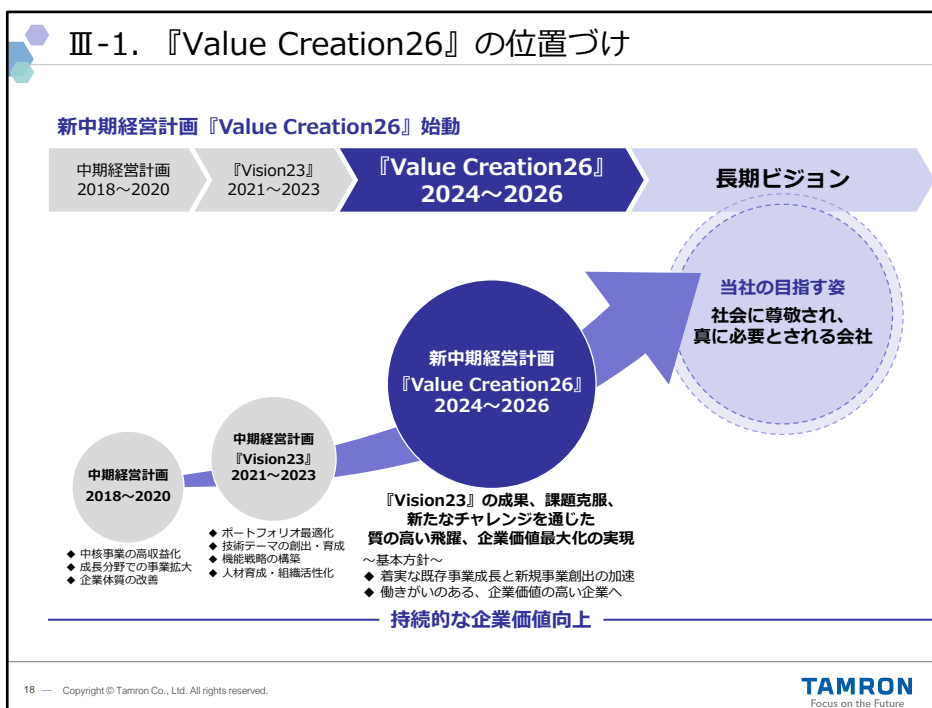 Ⅲ-1. 『Value Creation26』の位置づけ
新中期経営計画『Value Creation26』始動
中期経営計画
2018～2020
『Vision23』
2021～2023
『Value Creation26』
2024～2026
長期ビジョン
当社の目指す姿
社会に尊敬され、
真に必要とされる会社
新中期経営計画
『Value Creation26』
2024～2026
中期経営計画
『Vision23』
2021～2023
中期経営計画
2018～2020
◆ 中核事業の高収益化
◆ 成長分野での事業拡大
◆ 企業体質の改善
◆ ポートフォリオ最適化
◆ 技術テーマの創出・育成
◆ 機能戦略の構築
◆ 人材育成・組織活性化
『Vision23』の成果、課題克服、
新たなチャレンジを通じた
質の高い飛躍、企業価値最大化の実現
～基本方針～
◆ 着実な既存事業成長と新規事業創出の加速
◆ 働きがいのある、企業価値の高い企業へ
持続的な企業価値向上
18 — Copyright © Tamron Co., Ltd. All rights reserved.
TAMRON
Focus on the Future